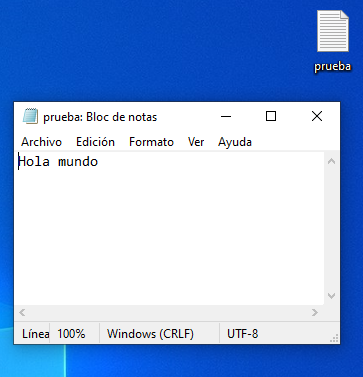 prueba
prueba: Bloc de notas
Archivo Edición Formato Ver Ayuda
Hola mundo
Línea 100% Windows (CRLF) UTF-8